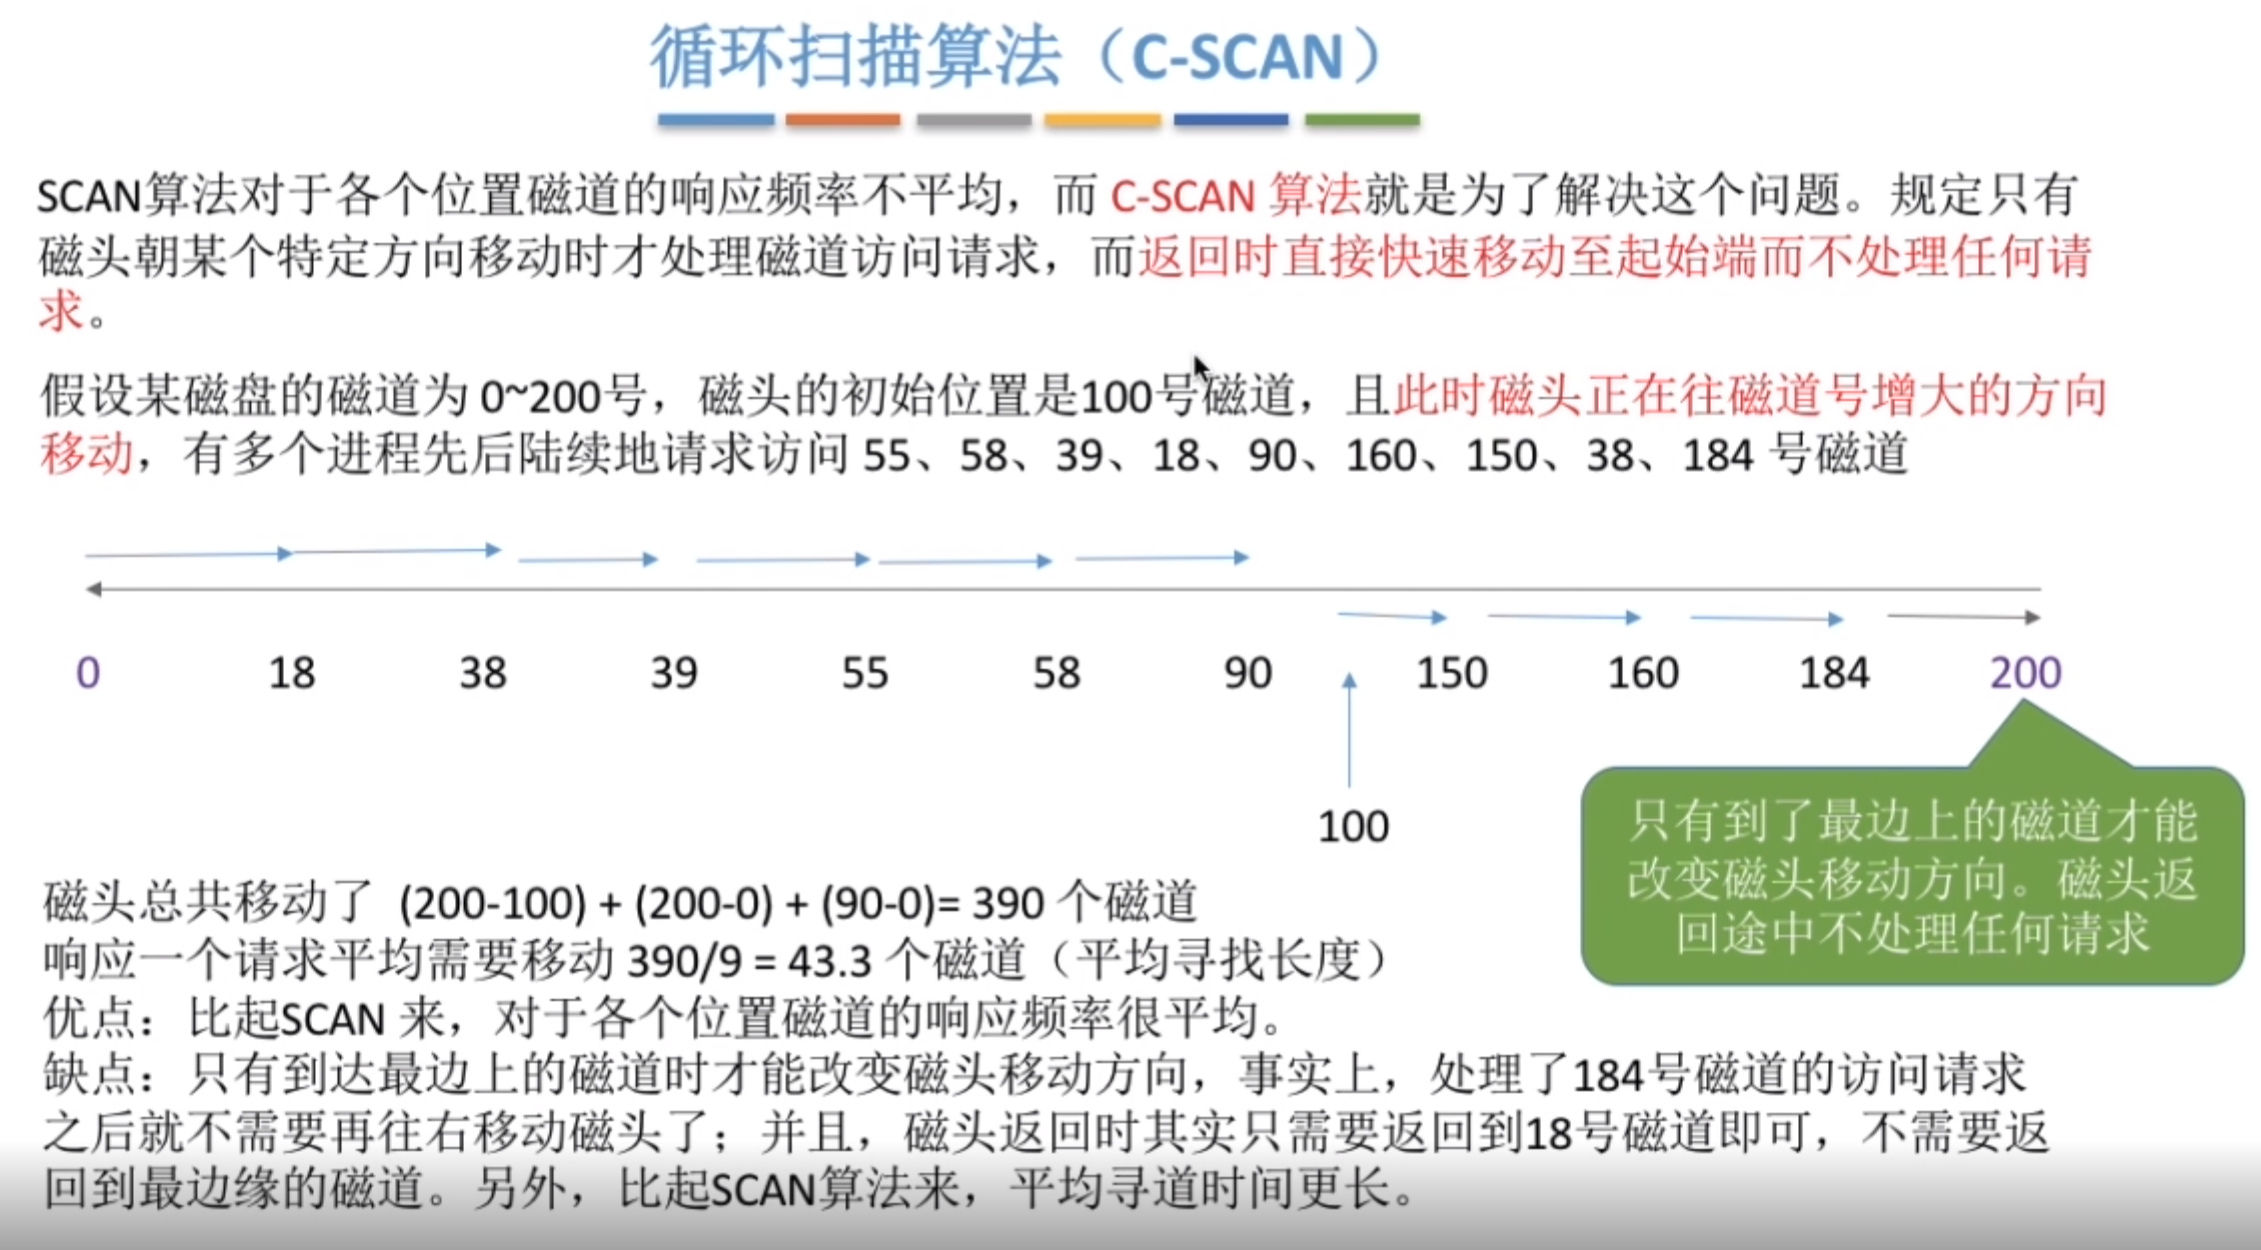 循环扫描算法（C-SCAN）
SCAN算法对于各个位置磁道的响应频率不平均，而 C-SCAN 算法就是为了解决这个问题。规定只有
磁头朝某个特定方向移动时才处理磁道访问请求，而返回时直接快速移动至起始端而不处理任何请
求。
假设某磁盘的磁道为 0~200号，磁头的初始位置是100号磁道，且此时磁头正在往磁道号增大的方向
移动，有多个进程先后陆续地请求访问 55、58、39、18、90、160、150、38、184 号磁道
0 18 38 39 55 58 90 150 160 184 200
100
只有到了最边上的磁道才能
改变磁头移动方向。磁头返
回途中不处理任何请求
磁头总共移动了 (200-100) + (200-0) + (90-0)= 390 个磁道
响应一个请求平均需要移动 390/9 = 43.3 个磁道（平均寻找长度）
优点：比起SCAN 来，对于各个位置磁道的响应频率很平均。
缺点：只有到达最边上的磁道时才能改变磁头移动方向，事实上，处理了184号磁道的访问请求
之后就不需要再往右移动磁头了；并且，磁头返回时其实只需要返回到18号磁道即可，不需要返
回到最边缘的磁道。另外，比起SCAN算法来，平均寻道时间更长。